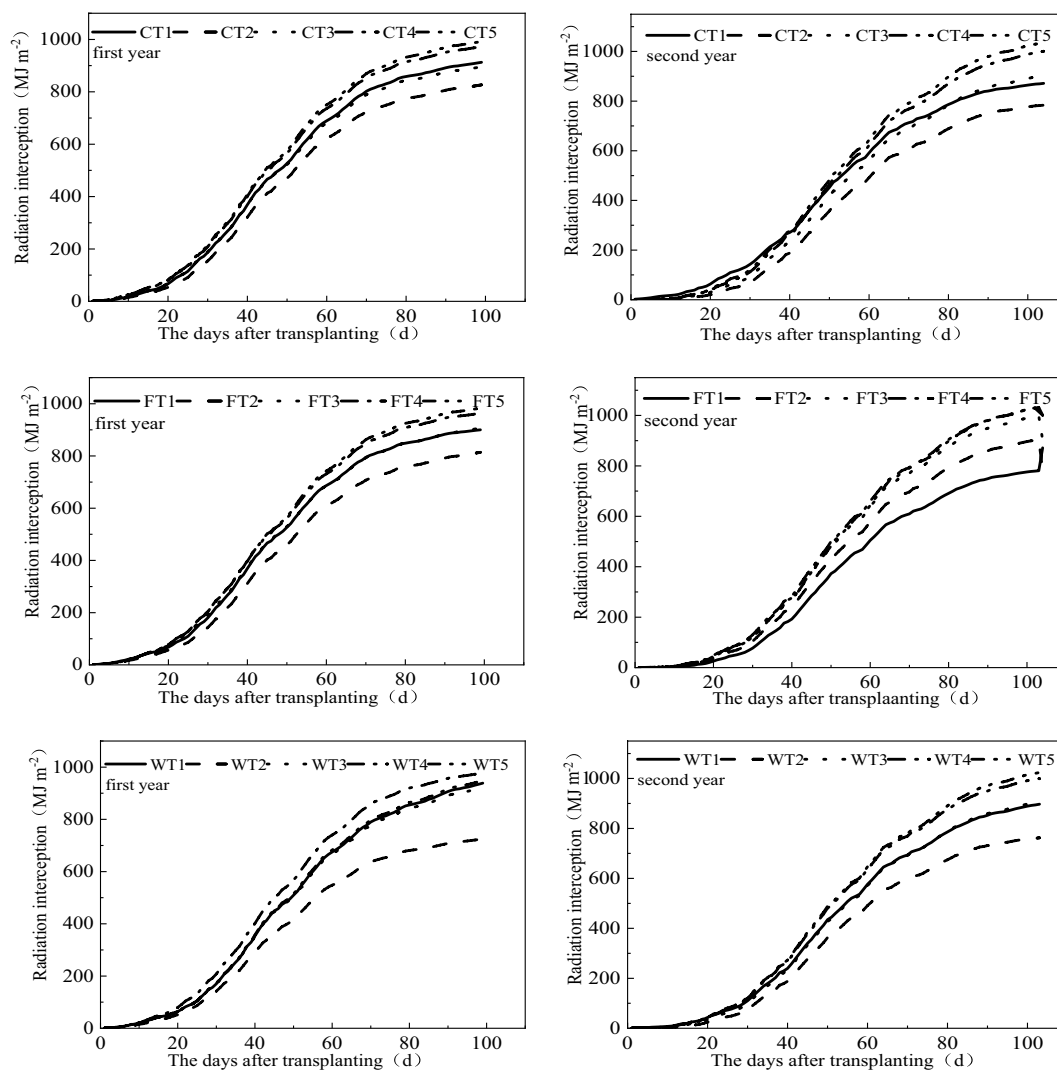 CT1 CT2 CT3 CT4 CT5
first year
Radiation interception（MJ m-2）
1000
800
600
400
200
0
0 20 40 60 80 100
The days after transplanting（d）
CT1 CT2 CT3 CT4 CT5
second year
Radiation interception（MJ m-2）
1000
800
600
400
200
0
0 20 40 60 80 100
The days after transplanting（d）
FT1 FT2 FT3 FT4 FT5
first year
Radiation interception（MJ m-2）
1000
800
600
400
200
0
0 20 40 60 80 100
The days after transplanting（d）
FT1 FT2 FT3 FT4 FT5
second year
Radiation interception（MJ m-2）
1000
800
600
400
200
0
0 20 40 60 80 100
The days after transplaanting（d）
WT1 WT2 WT3 WT4 WT5
first year
Radiation interception（MJ m-2）
1000
800
600
400
200
0
0 20 40 60 80 100
The days after transplanting（d）
WT1 WT2 WT3 WT4 WT5
second year
Radiation interception（MJ m-2）
1000
800
600
400
200
0
0 20 40 60 80 100
The days after transplanting（d）